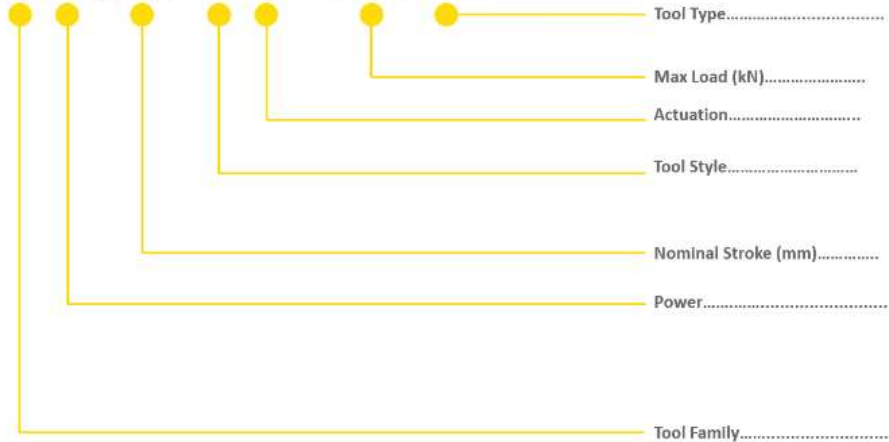 Tool Type......................................
Max Load (kN)......................
Actuation..............................
Tool Style..............................
Nominal Stroke (mm)..............
Power..........................................
Tool Family..................................